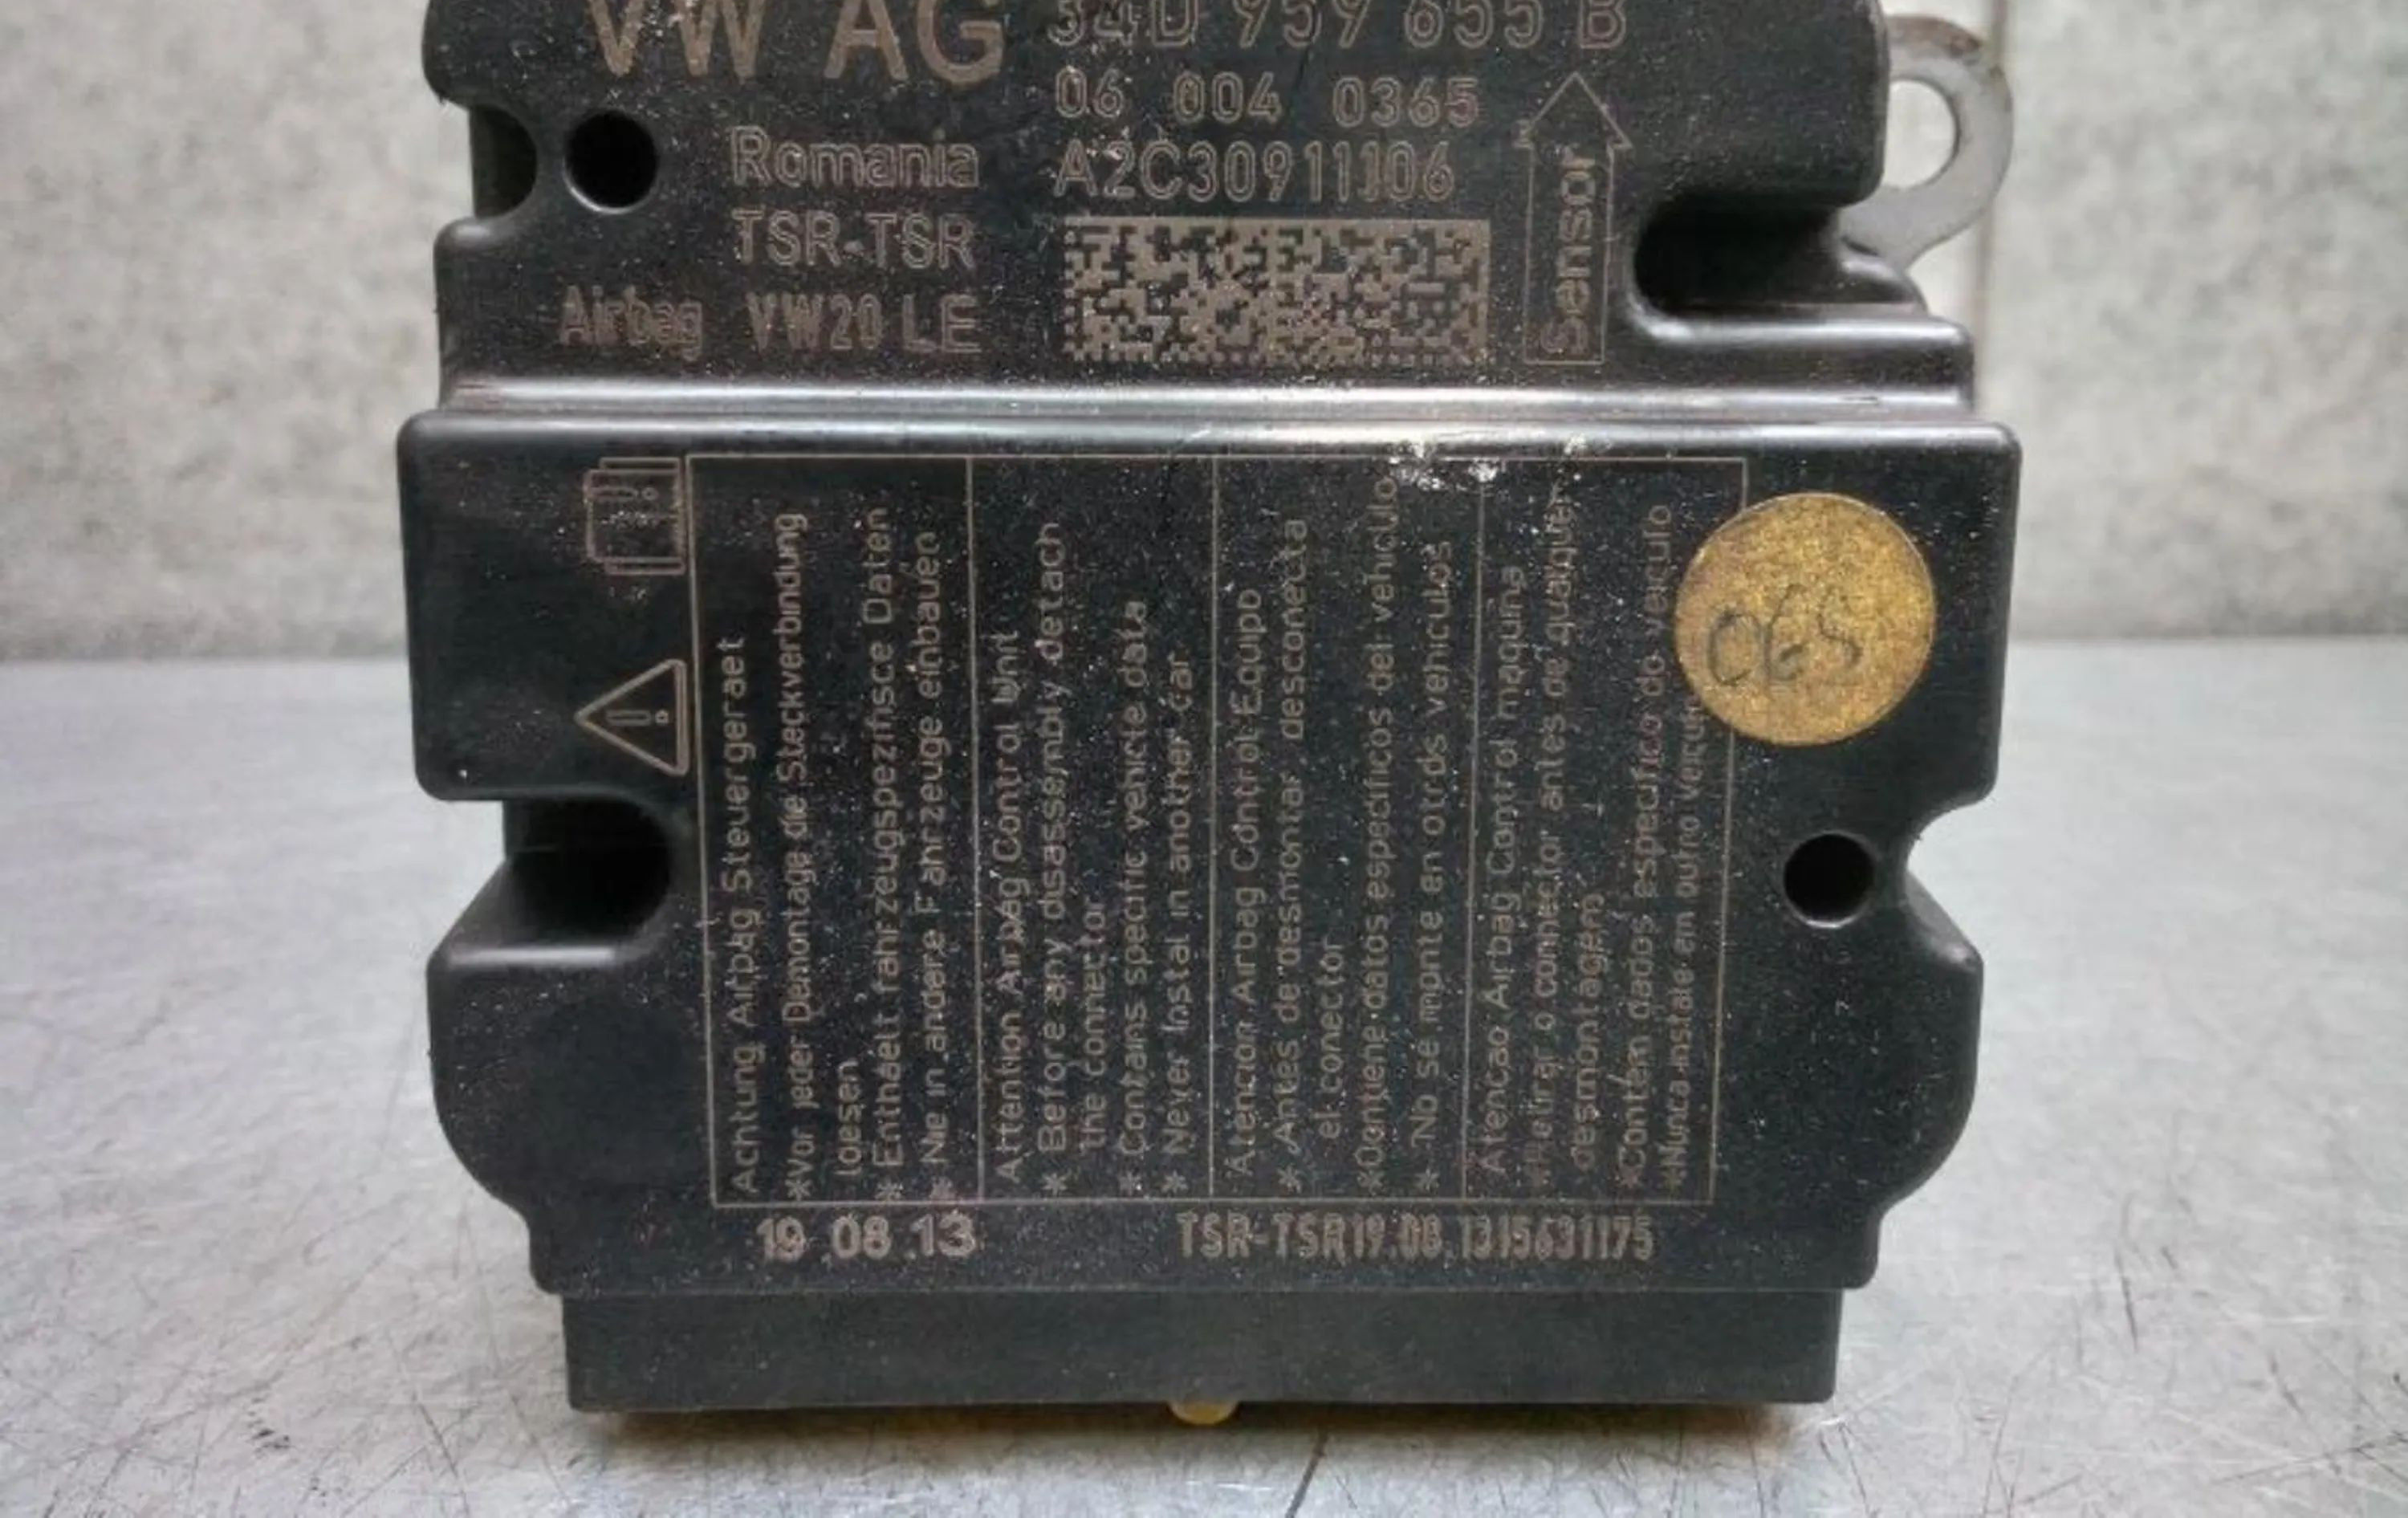 VW AG 34D 959 655 B
06 004 0365
Romania A2C30911106
TSR-TSR
Airbag VW20 LE
Sensor
Achtung Airbag Steuergeraet
*Vor jeder Demontage die Steckverbindung
loesen
* Enthaelt fahrzeugspezifisce Daten
* Nie in andere Fahrzeuge einbauen
Attention Airbag Control Unit
* Before any disassembly detach
the connector
* Contains specific vehicle data
* Never Instal in another car
Atencion Airbag Control Equipo
* Antes de desmontar desconecta
el conector
*Contiene datos especificos del vehiculo
* No se monte en otros vehiculos
Atencao Airbag Control maquina
*Retirar o connector antes de qualquier
desmontagem
*Contém dados especifico do veiculo
*Nunca instale em outro
19 .08 .13
TSR-TSR19.08.1315631175
065